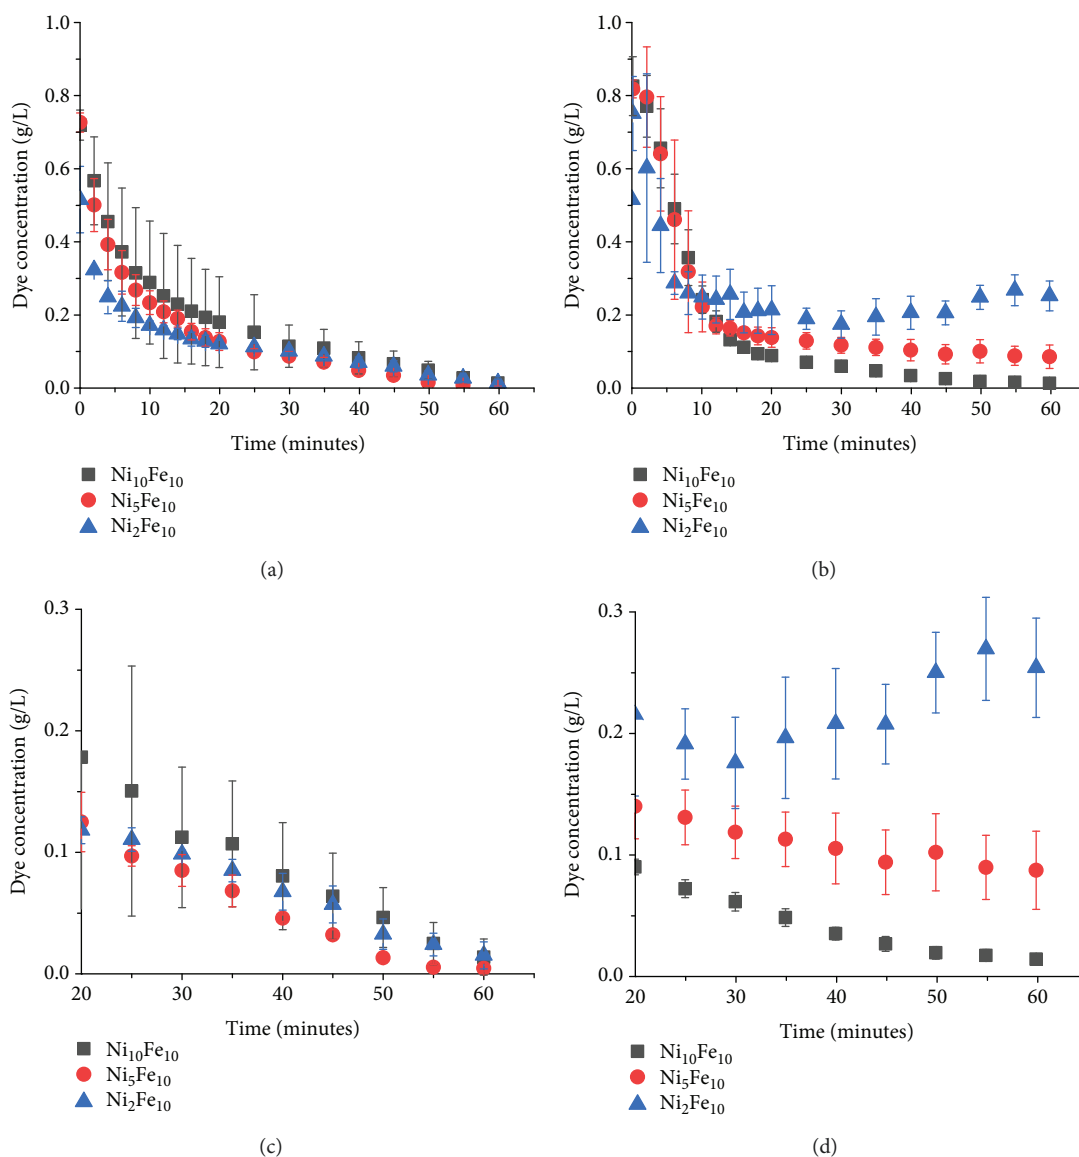 1.0
0.8
0.6
0.4
0.2
0.0
Dye concentration (g/L)
0 10 20 30 40 50 60
Time (minutes)
Ni₁₀Fe₁₀
Ni₅Fe₁₀
Ni₂Fe₁₀
(a)
1.0
0.8
0.6
0.4
0.2
0.0
Dye concentration (g/L)
0 10 20 30 40 50 60
Time (minutes)
Ni₁₀Fe₁₀
Ni₅Fe₁₀
Ni₂Fe₁₀
(b)
0.3
0.2
0.1
0.0
Dye concentration (g/L)
20 30 40 50 60
Time (minutes)
Ni₁₀Fe₁₀
Ni₅Fe₁₀
Ni₂Fe₁₀
(c)
0.3
0.2
0.1
0.0
Dye concentration (g/L)
20 30 40 50 60
Time (minutes)
Ni₁₀Fe₁₀
Ni₅Fe₁₀
Ni₂Fe₁₀
(d)